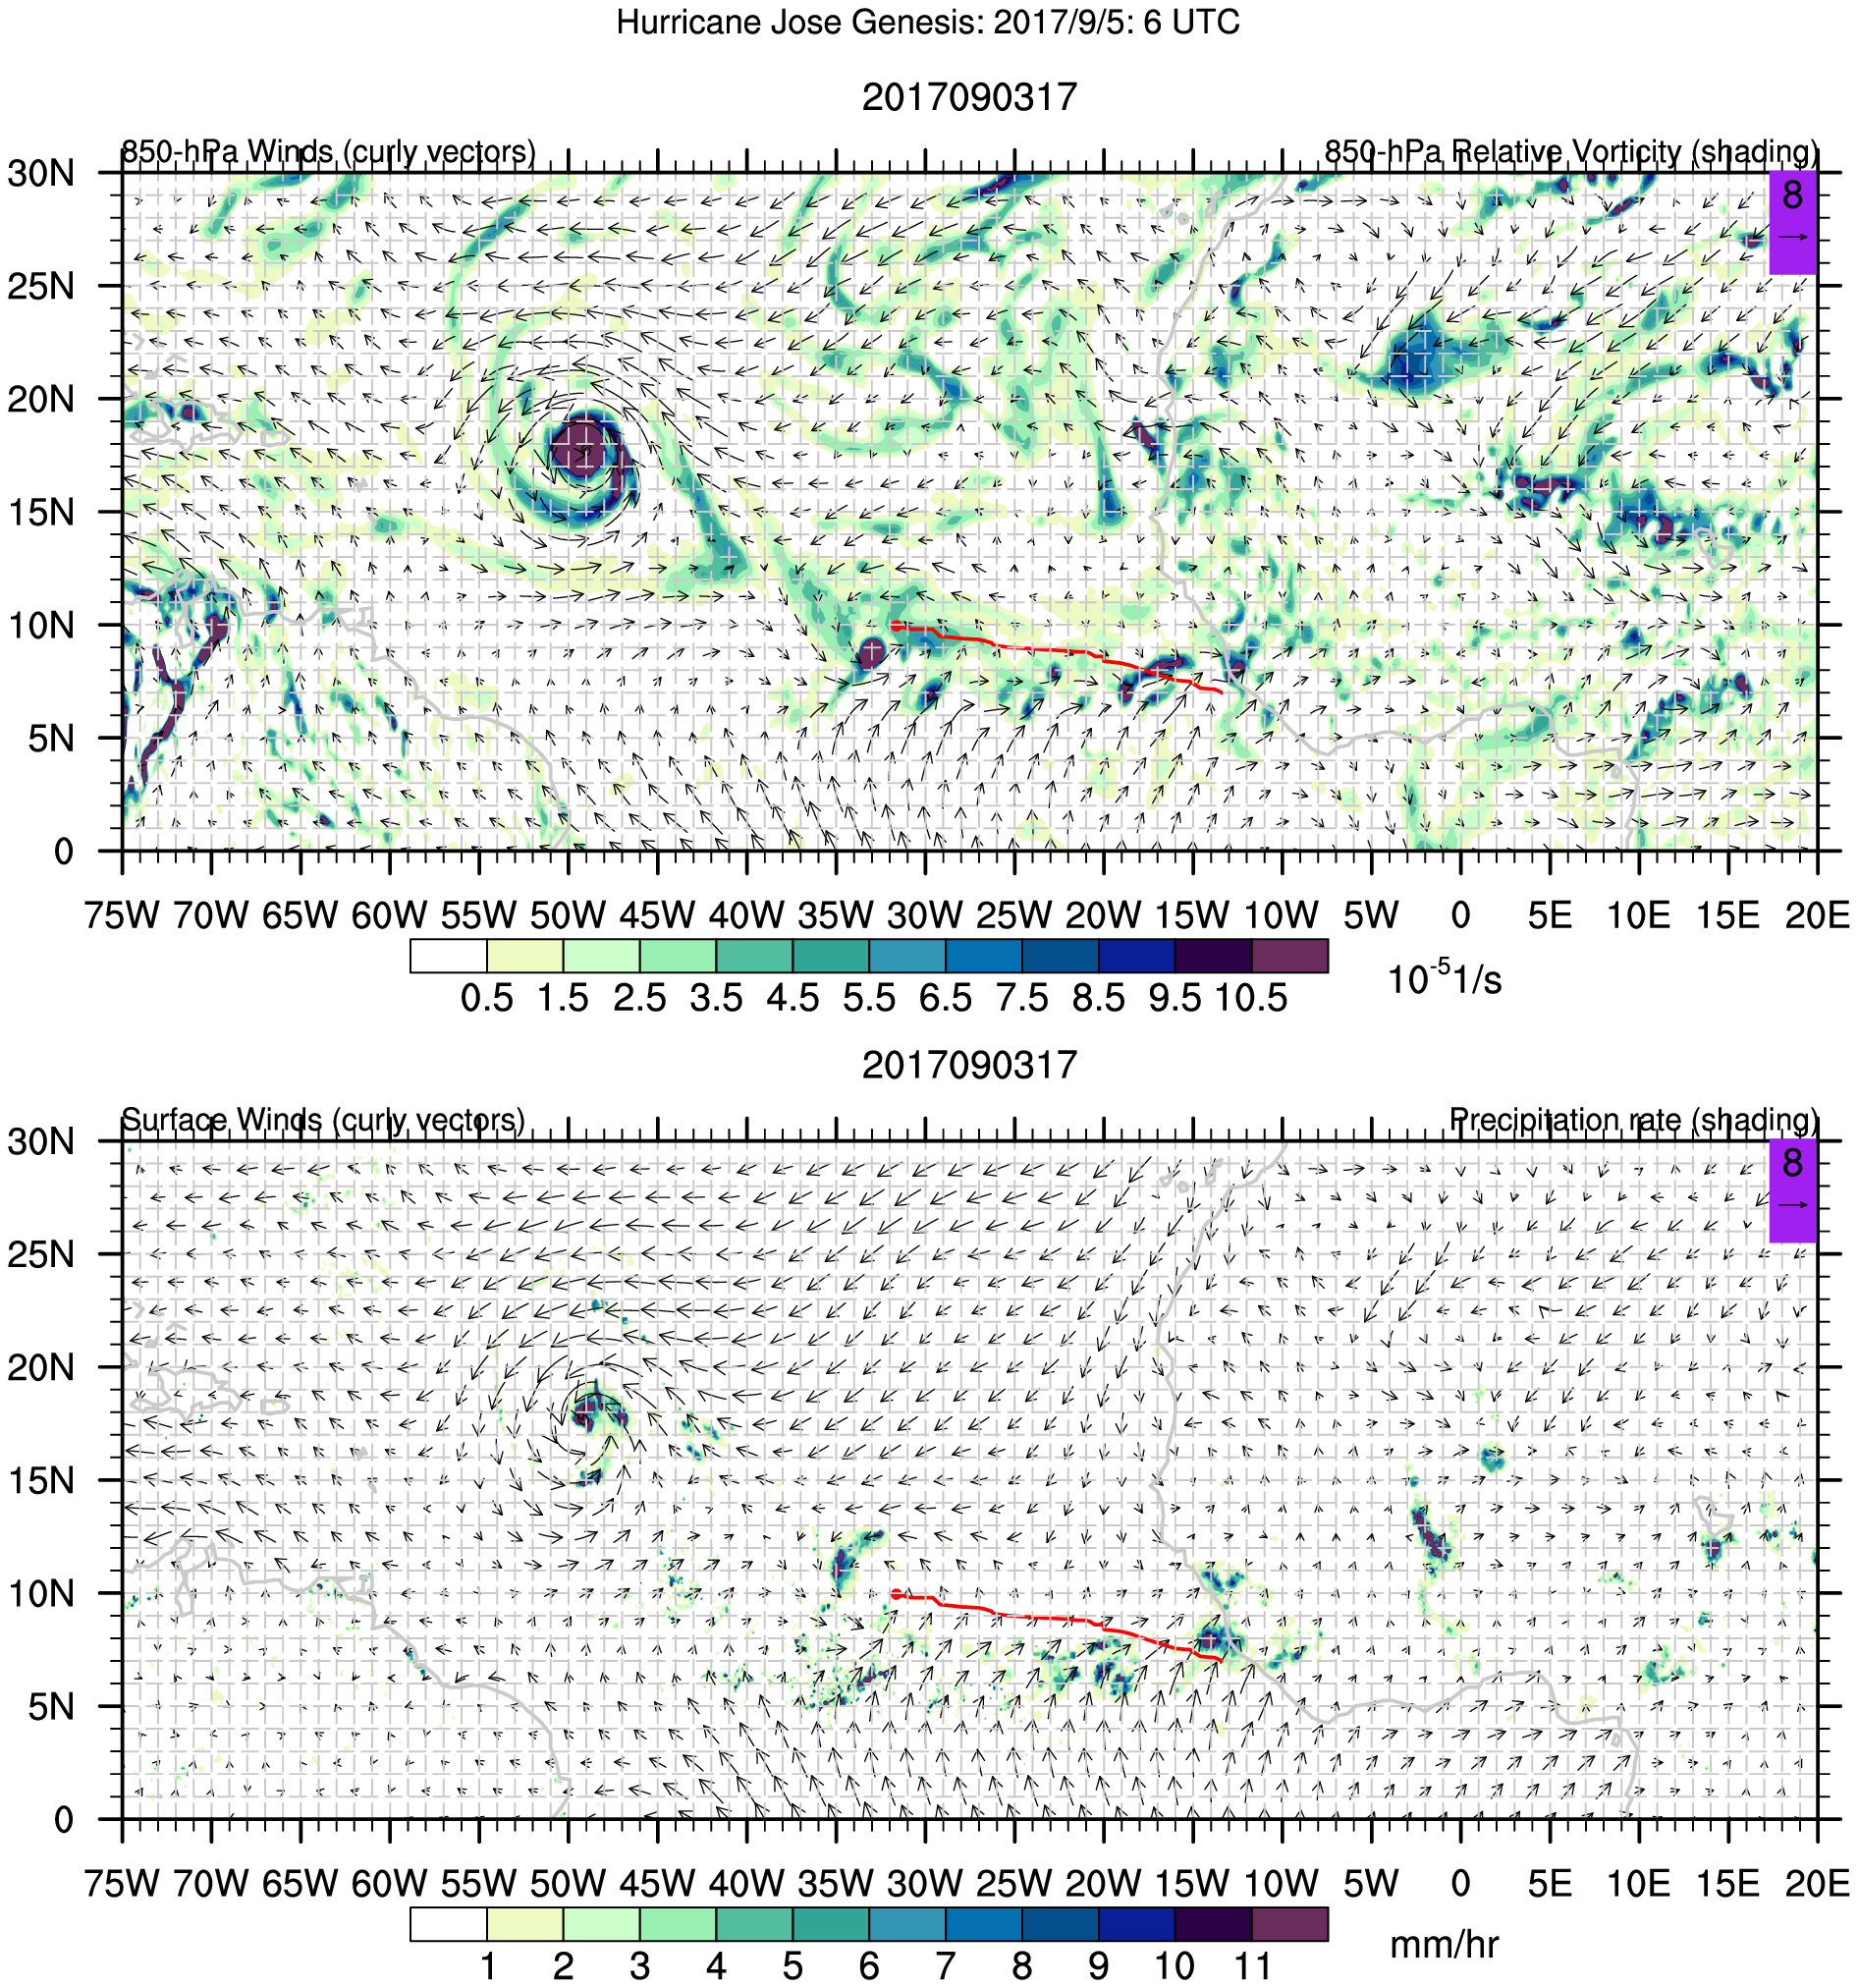 Hurricane Jose Genesis: 2017/9/5: 6 UTC
2017090317
850-hPa Winds (curly vectors) 850-hPa Relative Vorticity (shading)
8
30N
25N
20N
15N
10N
5N
0
75W 70W 65W 60W 55W 50W 45W 40W 35W 30W 25W 20W 15W 10W 5W 0 5E 10E 15E 20E
0.5 1.5 2.5 3.5 4.5 5.5 6.5 7.5 8.5 9.5 10.5
10⁻⁵1/s
2017090317
Surface Winds (curly vectors) Precipitation rate (shading)
8
30N
25N
20N
15N
10N
5N
0
75W 70W 65W 60W 55W 50W 45W 40W 35W 30W 25W 20W 15W 10W 5W 0 5E 10E 15E 20E
1 2 3 4 5 6 7 8 9 10 11
mm/hr